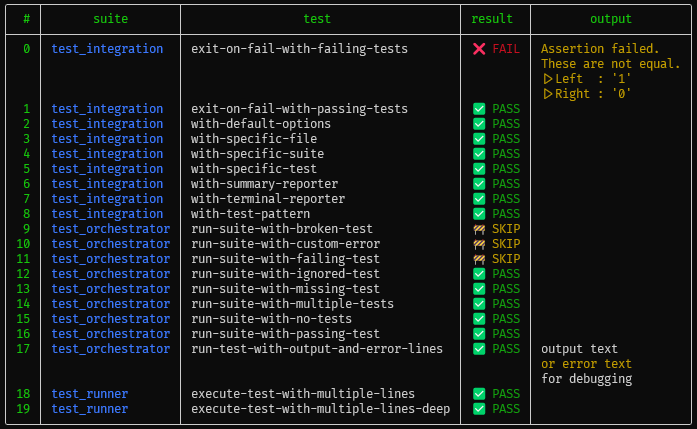 # suite test result output
0 test_integration exit-on-fail-with-failing-tests ❌ FAIL Assertion failed.
These are not equal.
▷Left : '1'
▷Right : '0'
1 test_integration exit-on-fail-with-passing-tests ✅ PASS
2 test_integration with-default-options ✅ PASS
3 test_integration with-specific-file ✅ PASS
4 test_integration with-specific-suite ✅ PASS
5 test_integration with-specific-test ✅ PASS
6 test_integration with-summary-reporter ✅ PASS
7 test_integration with-terminal-reporter ✅ PASS
8 test_integration with-test-pattern ✅ PASS
9 test_orchestrator run-suite-with-broken-test 🚧 SKIP
10 test_orchestrator run-suite-with-custom-error 🚧 SKIP
11 test_orchestrator run-suite-with-failing-test 🚧 SKIP
12 test_orchestrator run-suite-with-ignored-test ✅ PASS
13 test_orchestrator run-suite-with-missing-test ✅ PASS
14 test_orchestrator run-suite-with-multiple-tests ✅ PASS
15 test_orchestrator run-suite-with-no-tests ✅ PASS
16 test_orchestrator run-suite-with-passing-test ✅ PASS
17 test_orchestrator run-test-with-output-and-error-lines ✅ PASS output text
or error text
for debugging
18 test_runner execute-test-with-multiple-lines ✅ PASS
19 test_runner execute-test-with-multiple-lines-deep ✅ PASS